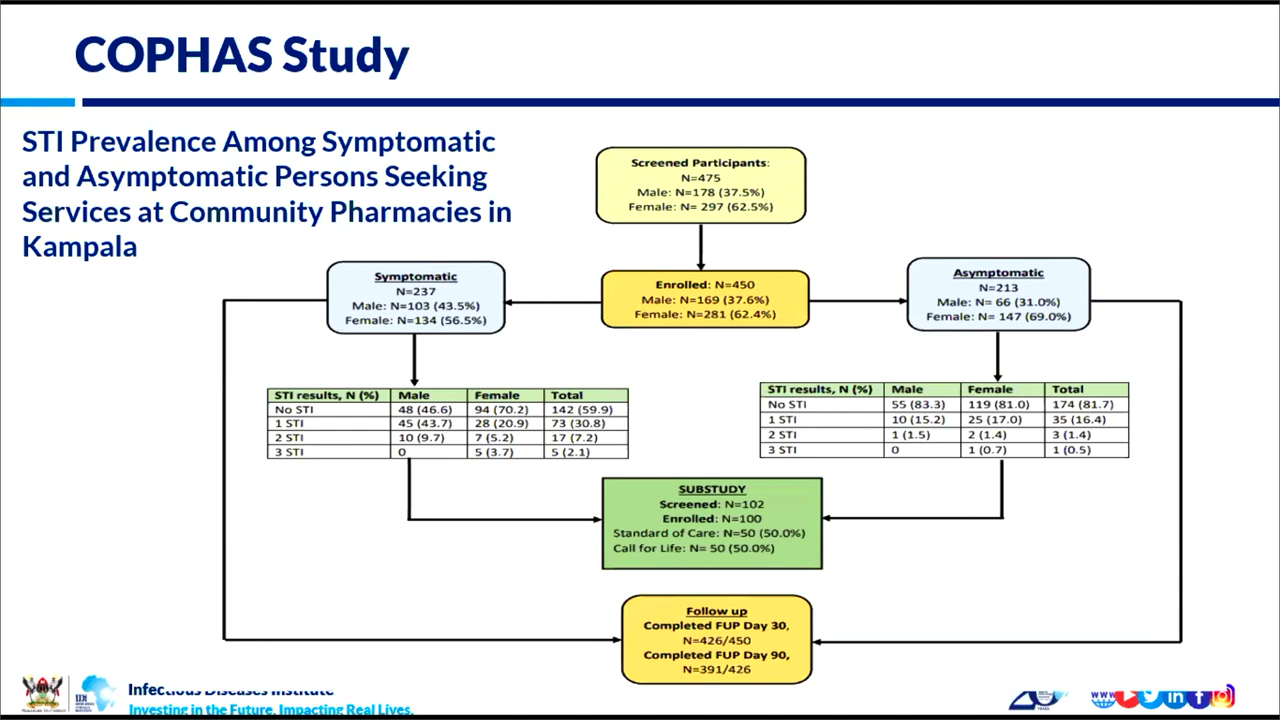 COPHAS Study
STI Prevalence Among Symptomatic
and Asymptomatic Persons Seeking
Services at Community Pharmacies in
Kampala
Screened Participants:
N=475
Male: N=178 (37.5%)
Female: N= 297 (62.5%)
Symptomatic
N=237
Male: N=103 (43.5%)
Female: N=134 (56.5%)
Enrolled: N=450
Male: N=169 (37.6%)
Female: N=281 (62.4%)
Asymptomatic
N=213
Male: N= 66 (31.0%)
Female: N= 147 (69.0%)
STI results, N (%) Male Female Total
No STI 48 (46.6) 94 (70.2) 142 (59.9)
1 STI 45 (43.7) 28 (20.9) 73 (30.8)
2 STI 10 (9.7) 7 (5.2) 17 (7.2)
3 STI 0 5 (3.7) 5 (2.1)
STI results, N (%) Male Female Total
No STI 55 (83.3) 119 (81.0) 174 (81.7)
1 STI 10 (15.2) 25 (17.0) 35 (16.4)
2 STI 1 (1.5) 2 (1.4) 3 (1.4)
3 STI 0 1 (0.7) 1 (0.5)
SUBSTUDY
Screened: N=102
Enrolled: N=100
Standard of Care: N=50 (50.0%)
Call for Life: N= 50 (50.0%)
Follow up
Completed FUP Day 30,
N=426/450
Completed FUP Day 90,
N=391/426
Infectious Diseases Institute
Investing in the Future. Impacting Real Lives.
www